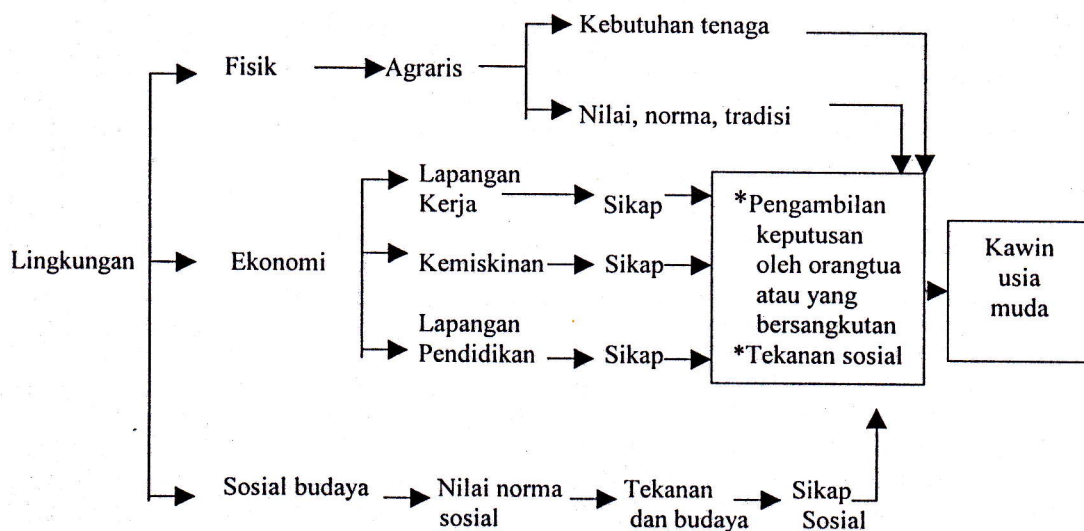 Kebutuhan tenaga
Fisik
Agraris
Nilai, norma, tradisi
Lapangan
Kerja
Sikap
*Pengambilan
keputusan
oleh orangtua
atau yang
bersangkutan
*Tekanan sosial
Kawin
usia
muda
Lingkungan
Ekonomi
Kemiskinan
Sikap
Lapangan
Pendidikan
Sikap
Sosial budaya
Nilai norma
sosial
Tekanan
dan budaya
Sikap
Sosial